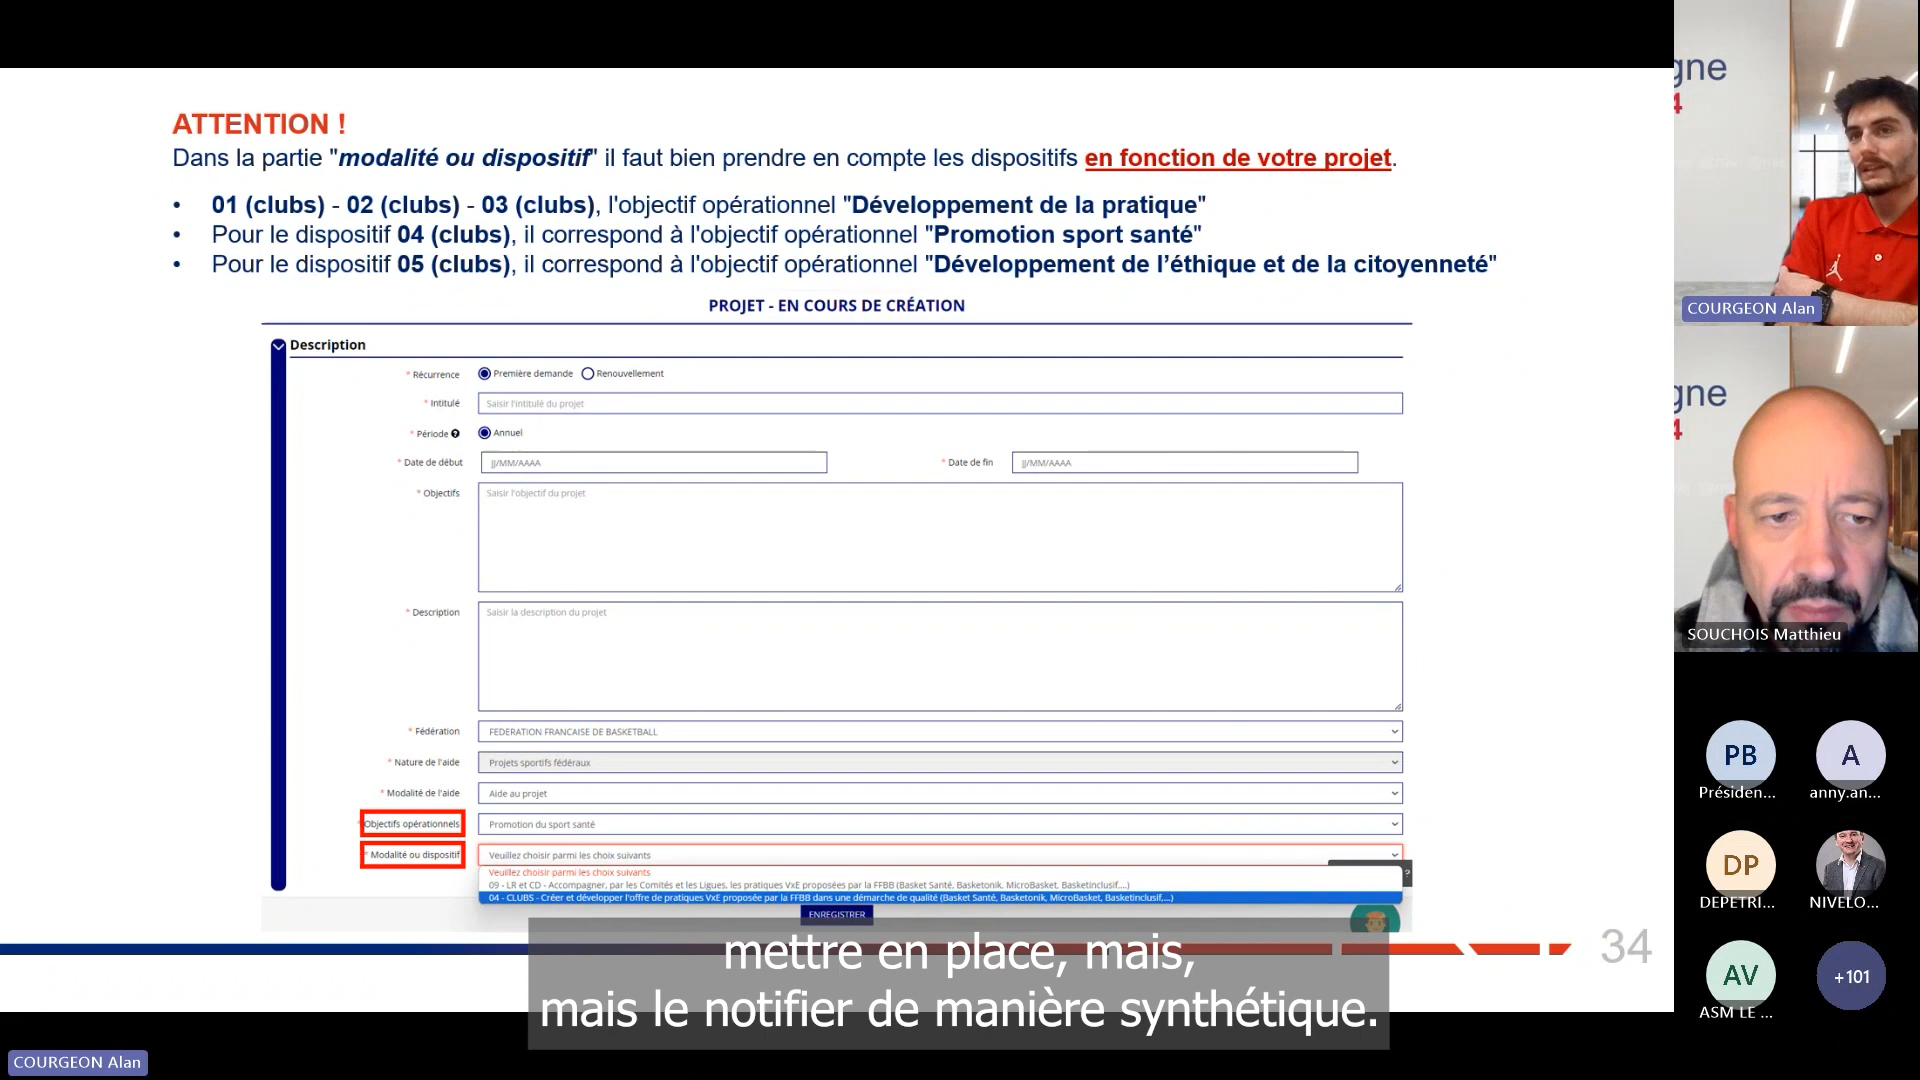 ATTENTION !
Dans la partie "modalité ou dispositif" il faut bien prendre en compte les dispositifs en fonction de votre projet.
• 01 (clubs) - 02 (clubs) - 03 (clubs), l'objectif opérationnel "Développement de la pratique"
• Pour le dispositif 04 (clubs), il correspond à l'objectif opérationnel "Promotion sport santé"
• Pour le dispositif 05 (clubs), il correspond à l'objectif opérationnel "Développement de l’éthique et de la citoyenneté"
PROJET - EN COURS DE CRÉATION
Description
* Récurrence Première demande Renouvellement
* Intitulé Saisir l'intitulé du projet
* Période Annuel
* Date de début JJ/MM/AAAA * Date de fin JJ/MM/AAAA
* Objectifs Saisir l'objectif du projet
* Description Saisir la description du projet
* Fédération FEDERATION FRANCAISE DE BASKETBALL
* Nature de l'aide Projets sportifs fédéraux
* Modalité de l'aide Aide au projet
* Objectifs opérationnels Promotion du sport santé
* Modalité ou dispositif Veuillez choisir parmi les choix suivants
Veuillez choisir parmi les choix suivants
09 - LR et CD - Accompagner, par les Comités et les Ligues, les pratiques VxE proposées par la FFBB (Basket Santé, Basketonik, MicroBasket, Basketinclusif,...)
04 - CLUBS - Créer et développer l'offre de pratiques VxE proposée par la FFBB dans une démarche de qualité (Basket Santé, Basketonik, MicroBasket, Basketinclusif,...)
?
ENREGISTRER
34
mettre en place, mais,
mais le notifier de manière synthétique.
COURGEON Alan
gne
4
COURGEON Alan
gne
4
SOUCHOIS Matthieu
PB A
Présiden... anny.an...
DP
DEPETRI... NIVELO...
AV +101
ASM LE ...